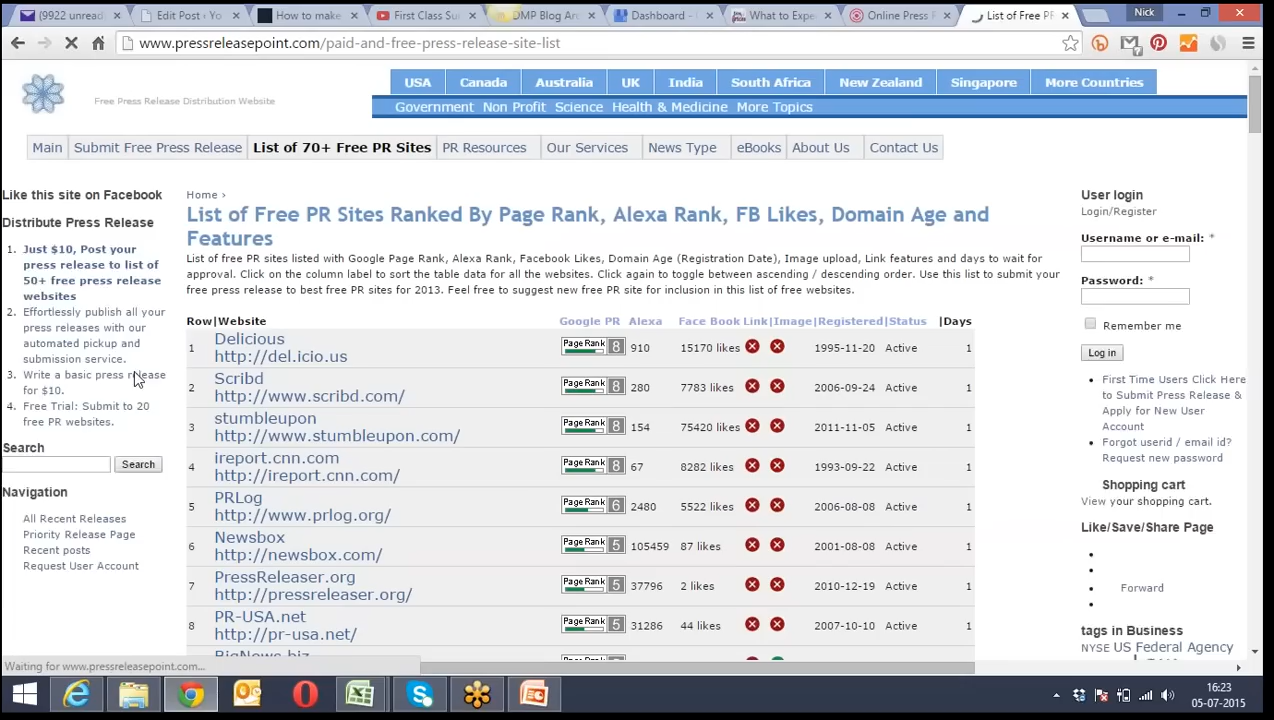 (9922 unread
Edit Post ‹ Yo
How to make
First Class Su
DMP Blog Arc
Dashboard -
What to Expe
Online Press R
List of Free PR
Nick
www.pressreleasepoint.com/paid-and-free-press-release-site-list
USA Canada Australia UK India South Africa New Zealand Singapore More Countries
Free Press Release Distribution Website
Government Non Profit Science Health & Medicine More Topics
Main Submit Free Press Release List of 70+ Free PR Sites PR Resources Our Services News Type eBooks About Us Contact Us
Like this site on Facebook
Distribute Press Release
1. Just $10, Post your
press release to list of
50+ free press release
websites
2. Effortlessly publish all your
press releases with our
automated pickup and
submission service.
3. Write a basic press release
for $10.
4. Free Trial: Submit to 20
free PR websites.
Search
Search
Navigation
All Recent Releases
Priority Release Page
Recent posts
Request User Account
Home ›
List of Free PR Sites Ranked By Page Rank, Alexa Rank, FB Likes, Domain Age and
Features
List of free PR sites listed with Google Page Rank, Alexa Rank, Facebook Likes, Domain Age (Registration Date), Image upload, Link features and days to wait for
approval. Click on the column label to sort the table data for all the websites. Click again to toggle between ascending / descending order. Use this list to submit your
free press release to best free PR sites for 2013. Feel free to suggest new free PR site for inclusion in this list of free websites.
Row|Website Google PR Alexa Face Book Link|Image|Registered|Status |Days
1 Delicious Page Rank 8 910 15170 likes 1995-11-20 Active 1
http://del.icio.us
2 Scribd Page Rank 8 280 7783 likes 2006-09-24 Active 1
http://www.scribd.com/
3 stumbleupon Page Rank 8 154 75420 likes 2011-11-05 Active 1
http://www.stumbleupon.com/
4 ireport.cnn.com Page Rank 8 67 8282 likes 1993-09-22 Active 1
http://ireport.cnn.com/
5 PRLog Page Rank 6 2480 5522 likes 2006-08-08 Active 1
http://www.prlog.org/
6 Newsbox Page Rank 5 105459 87 likes 2001-08-08 Active 1
http://newsbox.com/
7 PressReleaser.org Page Rank 5 37796 2 likes 2010-12-19 Active 1
http://pressreleaser.org/
8 PR-USA.net Page Rank 5 31286 44 likes 2007-10-10 Active 1
http://pr-usa.net/
BigNews.biz
User login
Login/Register
Username or e-mail: *
Password: *
Remember me
Log in
First Time Users Click Here
to Submit Press Release &
Apply for New User
Account
Forgot userid / email id?
Request new password
Shopping cart
View your shopping cart.
Like/Save/Share Page
Forward
tags in Business
NYSE US Federal Agency
Waiting for www.pressreleasepoint.com...
16:23
05-07-2015